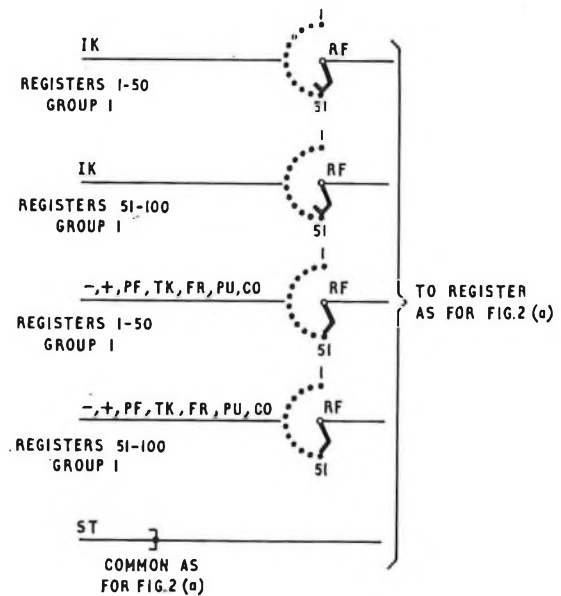 1
IK
RF
REGISTERS 1-50
GROUP 1
51
1
IK
RF
REGISTERS 51-100
GROUP 1
51
1
-,+,PF,TK,FR,PU,CO
RF
REGISTERS 1-50
GROUP 1
51
TO REGISTER
AS FOR FIG.2 (a)
1
-,+,PF,TK,FR,PU,CO
RF
REGISTERS 51-100
GROUP 1
51
ST
COMMON AS
FOR FIG.2 (a)